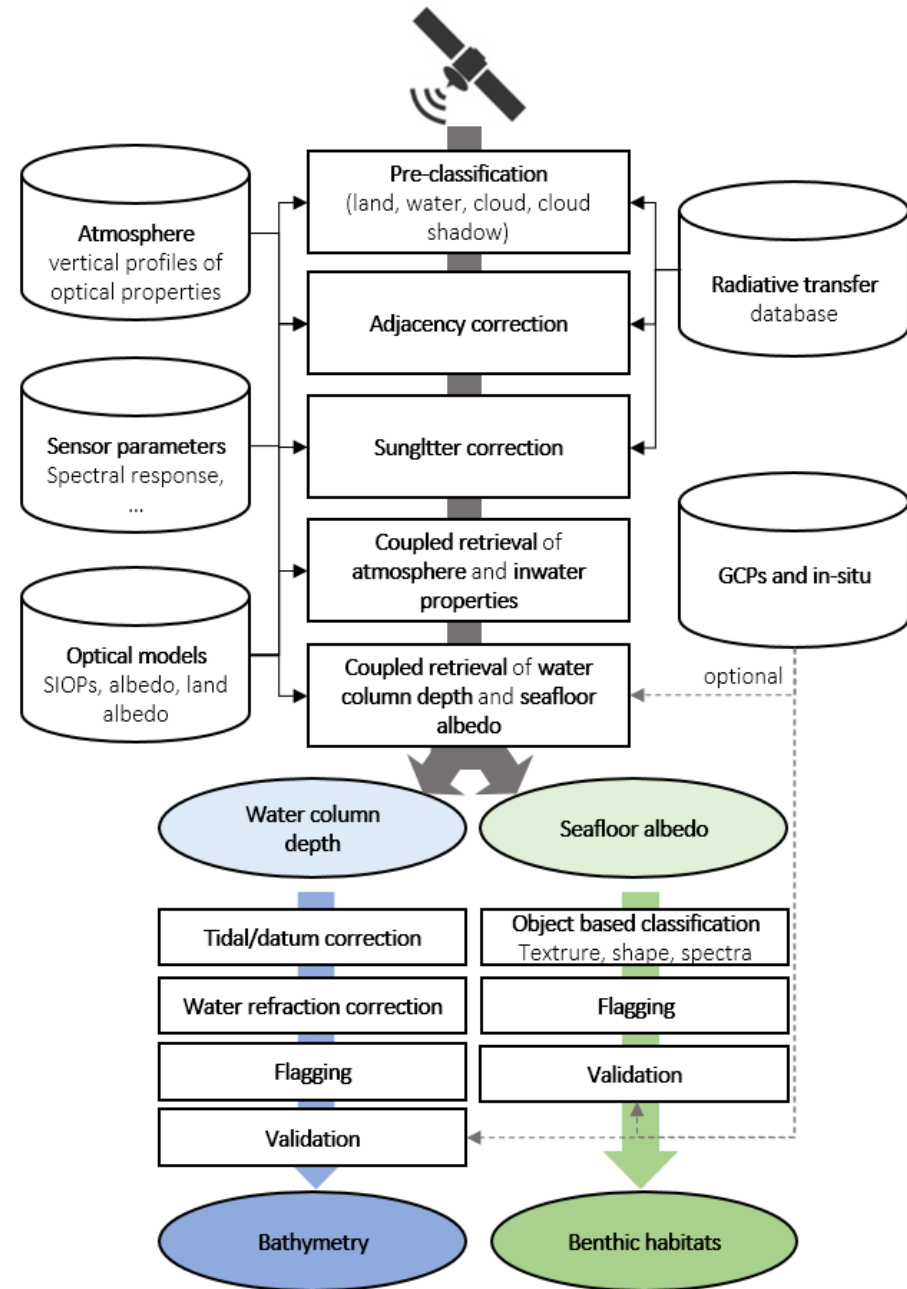 Pre-classification
(land, water, cloud, cloud
shadow)
Atmosphere
vertical profiles of
optical properties
Radiative transfer
database
Adjacency correction
Sensor parameters
Spectral response,
...
Sungltter correction
GCPs and in-situ
Coupled retrieval of
atmosphere and inwater
properties
Optical models
SIOPs, albedo, land
albedo
Coupled retrieval of water
column depth and seafloor
albedo
optional
Water column
depth
Seafloor albedo
Tidal/datum correction
Object based classification
Textrure, shape, spectra
Water refraction correction
Flagging
Flagging
Validation
Validation
Bathymetry
Benthic habitats